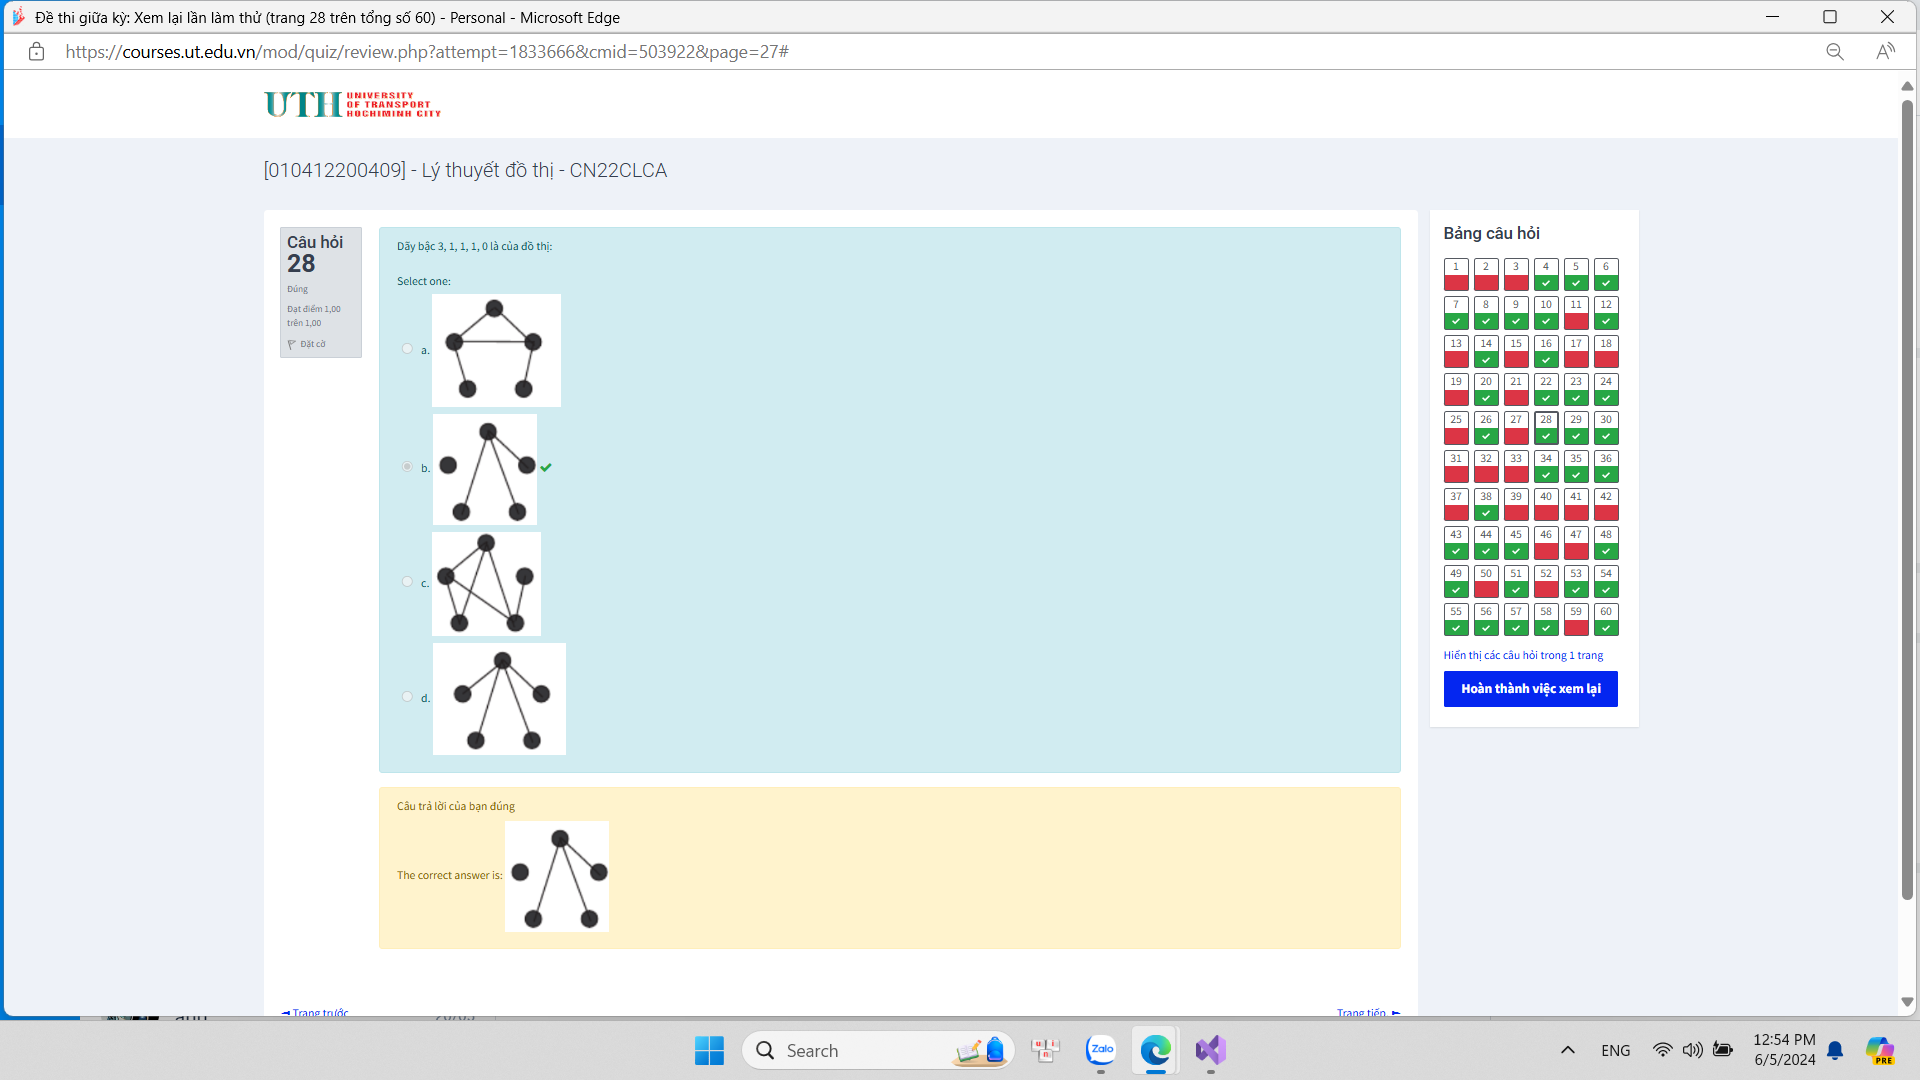 Đề thi giữa kỳ: Xem lại lần làm thử (trang 28 trên tổng số 60) - Personal - Microsoft Edge
https://courses.ut.edu.vn/mod/quiz/review.php?attempt=1833666&cmid=503922&page=27#
UTH UNIVERSITY OF TRANSPORT HOCHIMINH CITY
[010412200409] - Lý thuyết đồ thị - CN22CLCA
Câu hỏi
28
Đúng
Đạt điểm 1,00
trên 1,00
Đặt cờ
Dãy bậc 3, 1, 1, 1, 0 là của đồ thị:
Select one:
a.
b.
c.
d.
Câu trả lời của bạn đúng
The correct answer is:
Trang trước
Trang tiếp
Bảng câu hỏi
1 2 3 4 5 6
7 8 9 10 11 12
13 14 15 16 17 18
19 20 21 22 23 24
25 26 27 28 29 30
31 32 33 34 35 36
37 38 39 40 41 42
43 44 45 46 47 48
49 50 51 52 53 54
55 56 57 58 59 60
Hiển thị các câu hỏi trong 1 trang
Hoàn thành việc xem lại
Search
Zalo
ENG
12:54 PM
6/5/2024
PRE